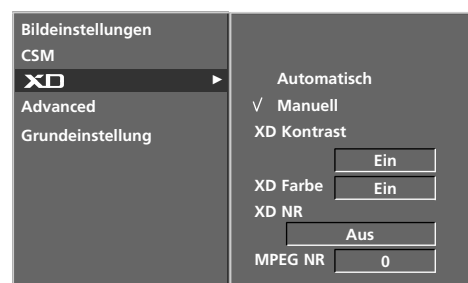 Bildeinstellungen
CSM
XD ►
Advanced
Grundeinstellung
Automatisch
√ Manuell
XD Kontrast
Ein
XD Farbe Ein
XD NR
Aus
MPEG NR 0